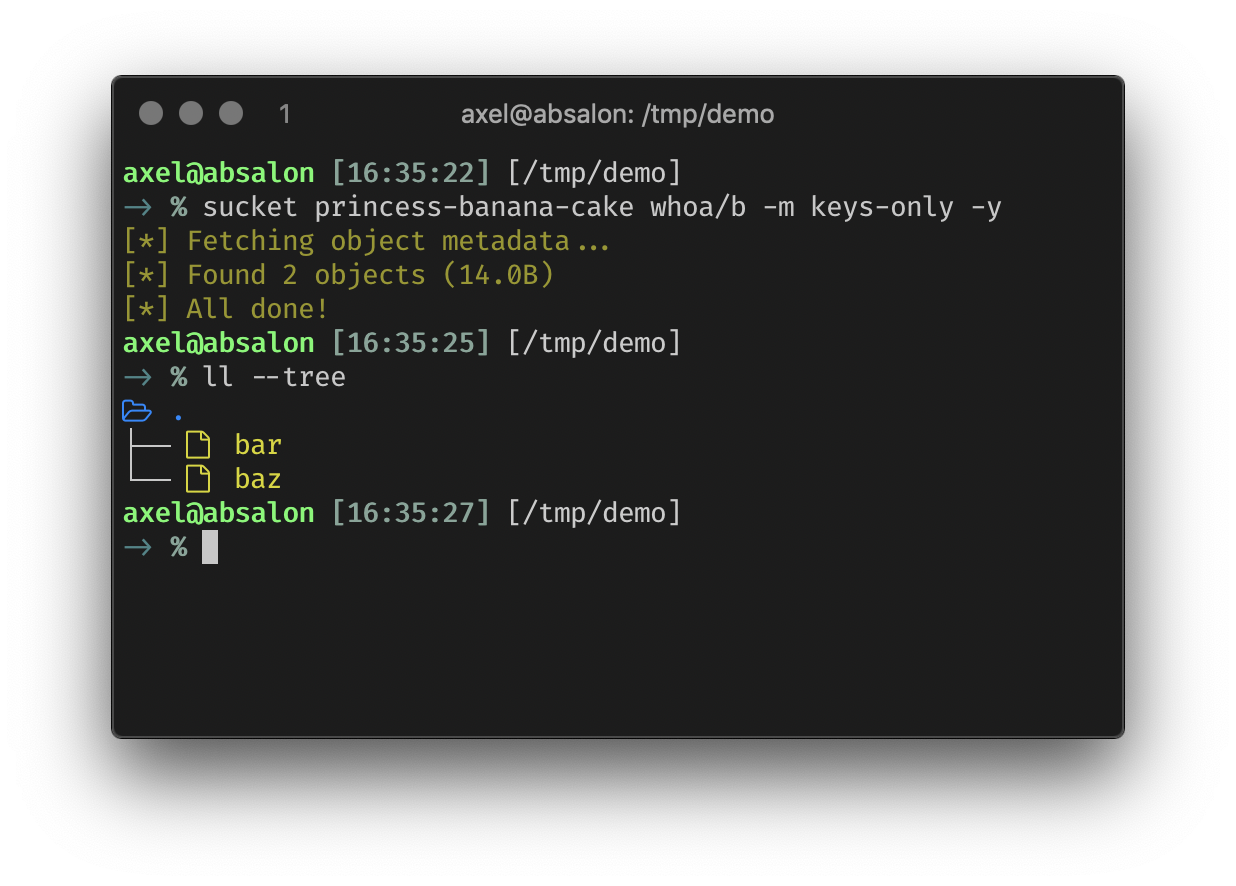 1 axel@absalon: /tmp/demo
axel@absalon [16:35:22] [/tmp/demo]
→ % sucket princess-banana-cake whoa/b -m keys-only -y
[*] Fetching object metadata...
[*] Found 2 objects (14.0B)
[*] All done!
axel@absalon [16:35:25] [/tmp/demo]
→ % ll --tree
.
├── bar
└── baz
axel@absalon [16:35:27] [/tmp/demo]
→ %